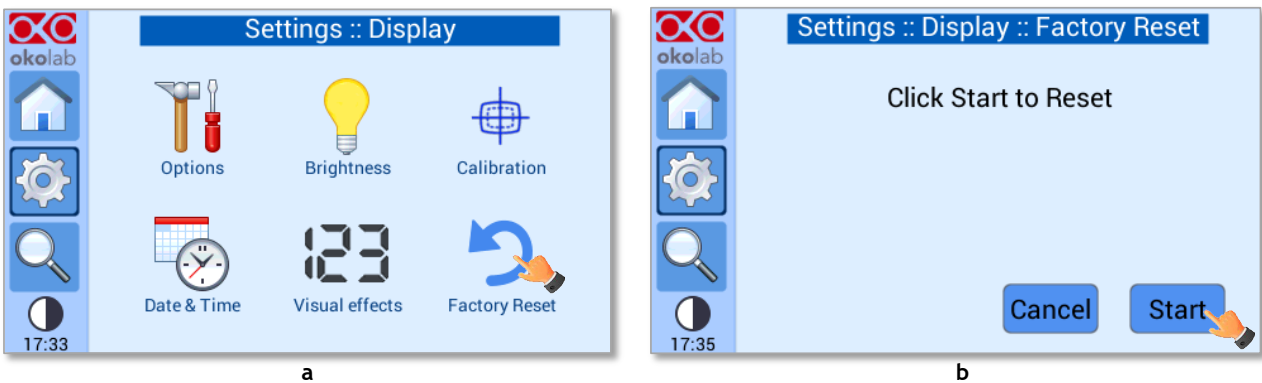 Settings :: Display
okolab
Options
Brightness
Calibration
123
Date & Time
Visual effects
Factory Reset
17:33
a
Settings :: Display :: Factory Reset
okolab
Click Start to Reset
Cancel
Start
17:35
b